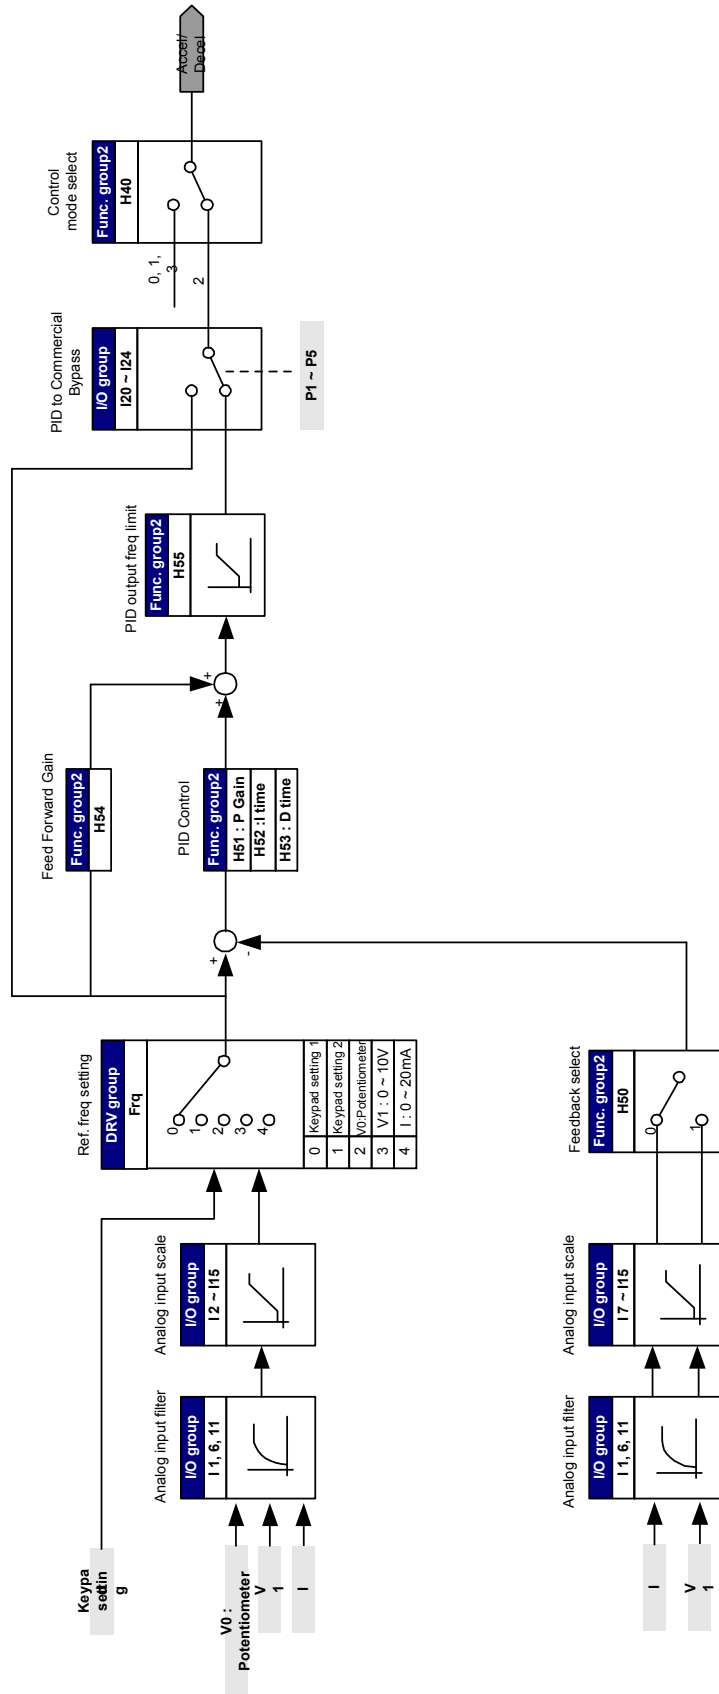 Keypad
settin
g
V0 :
Potentiometer
V
1
I
Analog input filter
I/O group
I 1, 6, 11
Analog input scale
I/O group
I 2 ~ I15
Ref. freq setting
DRV group
Frq
0
1
2
3
4
0 Keypad setting 1
1 Keypad setting 2
2 V0:Potentiometer
3 V1 : 0 ~ 10V
4 I : 0 ~ 20mA
+
-
Feed Forward Gain
Func. group2
H54
PID Control
Func. group2
H51 : P Gain
H52 :I time
H53 : D time
+
+
PID output freq limit
Func. group2
H55
PID to Commercial
Bypass
I/O group
I20 ~ I24
P1 ~ P5
Control
mode select
Func. group2
H40
0, 1,
3
2
Accel/
Decel
I
V
1
Analog input filter
I/O group
I 1, 6, 11
Analog input scale
I/O group
I 7 ~ I15
Feedback select
Func. group2
H50
0
1